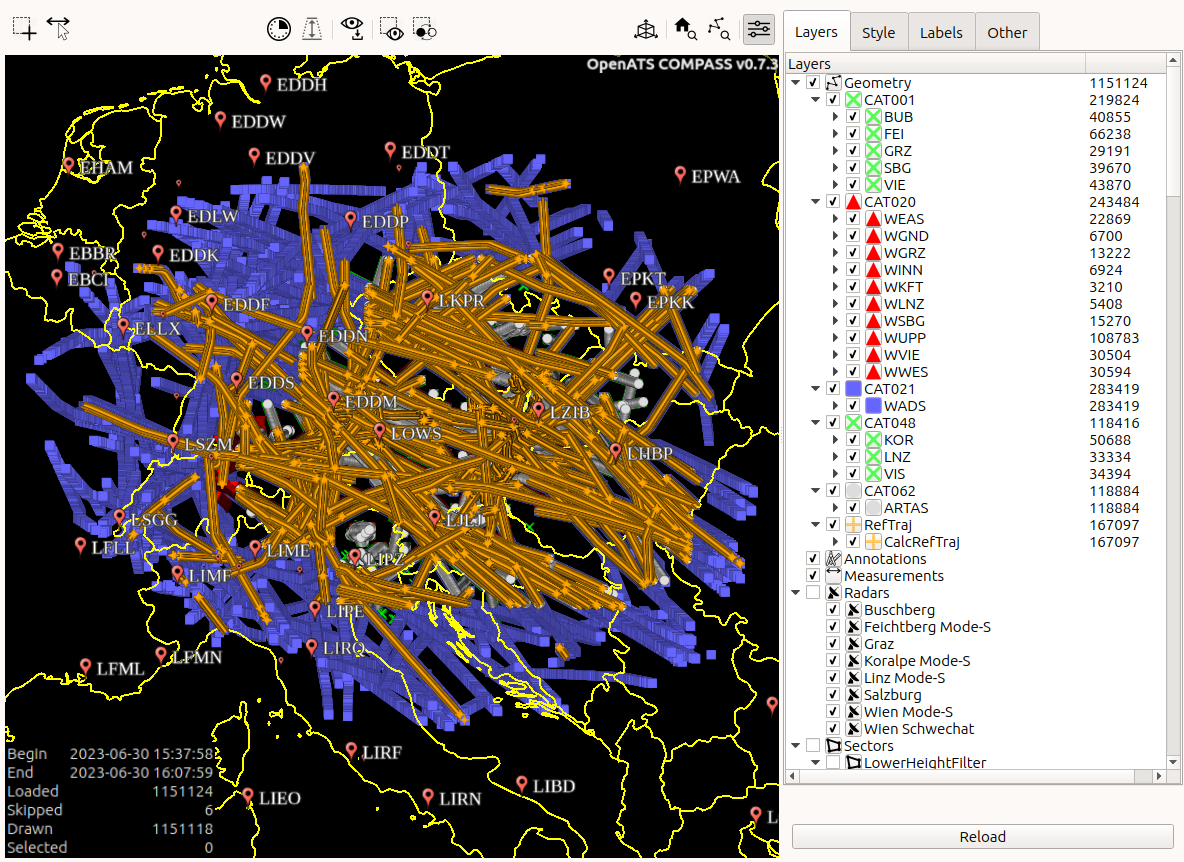 OpenATS COMPASS v0.7.3
EDDH
EDDW
EDDV
EDDT
EHAM
EPWA
EDLW
EDDP
EBBR
EDDK
EBCI
EPKT
EDDF
LKPR
EPKK
ELLX
EDDN
EDDS
EDDM
LZIB
LOWS
LSZM
LHBP
LSGG
LJLJ
LFLL
LIME
LIPZ
LIMF
LIPE
LIRQ
LFMN
LFML
LIRF
LIBD
LIEO
LIRN
L
Begin 2023-06-30 15:37:58
End 2023-06-30 16:07:59
Loaded 1151124
Skipped 6
Drawn 1151118
Selected 0
Layers Style Labels Other
Layers
Geometry 1151124
CAT001 219824
BUB 40855
FEI 66238
GRZ 29191
SBG 39670
VIE 43870
CAT020 243484
WEAS 22869
WGND 6700
WGRZ 13222
WINN 6924
WKFT 3210
WLNZ 5408
WSBG 15270
WUPP 108783
WVIE 30504
WWES 30594
CAT021 283419
WADS 283419
CAT048 118416
KOR 50688
LNZ 33334
VIS 34394
CAT062 118884
ARTAS 118884
RefTraj 167097
CalcRefTraj 167097
Annotations
Measurements
Radars
Buschberg
Feichtberg Mode-S
Graz
Koralpe Mode-S
Linz Mode-S
Salzburg
Wien Mode-S
Wien Schwechat
Sectors
LowerHeightFilter
Reload